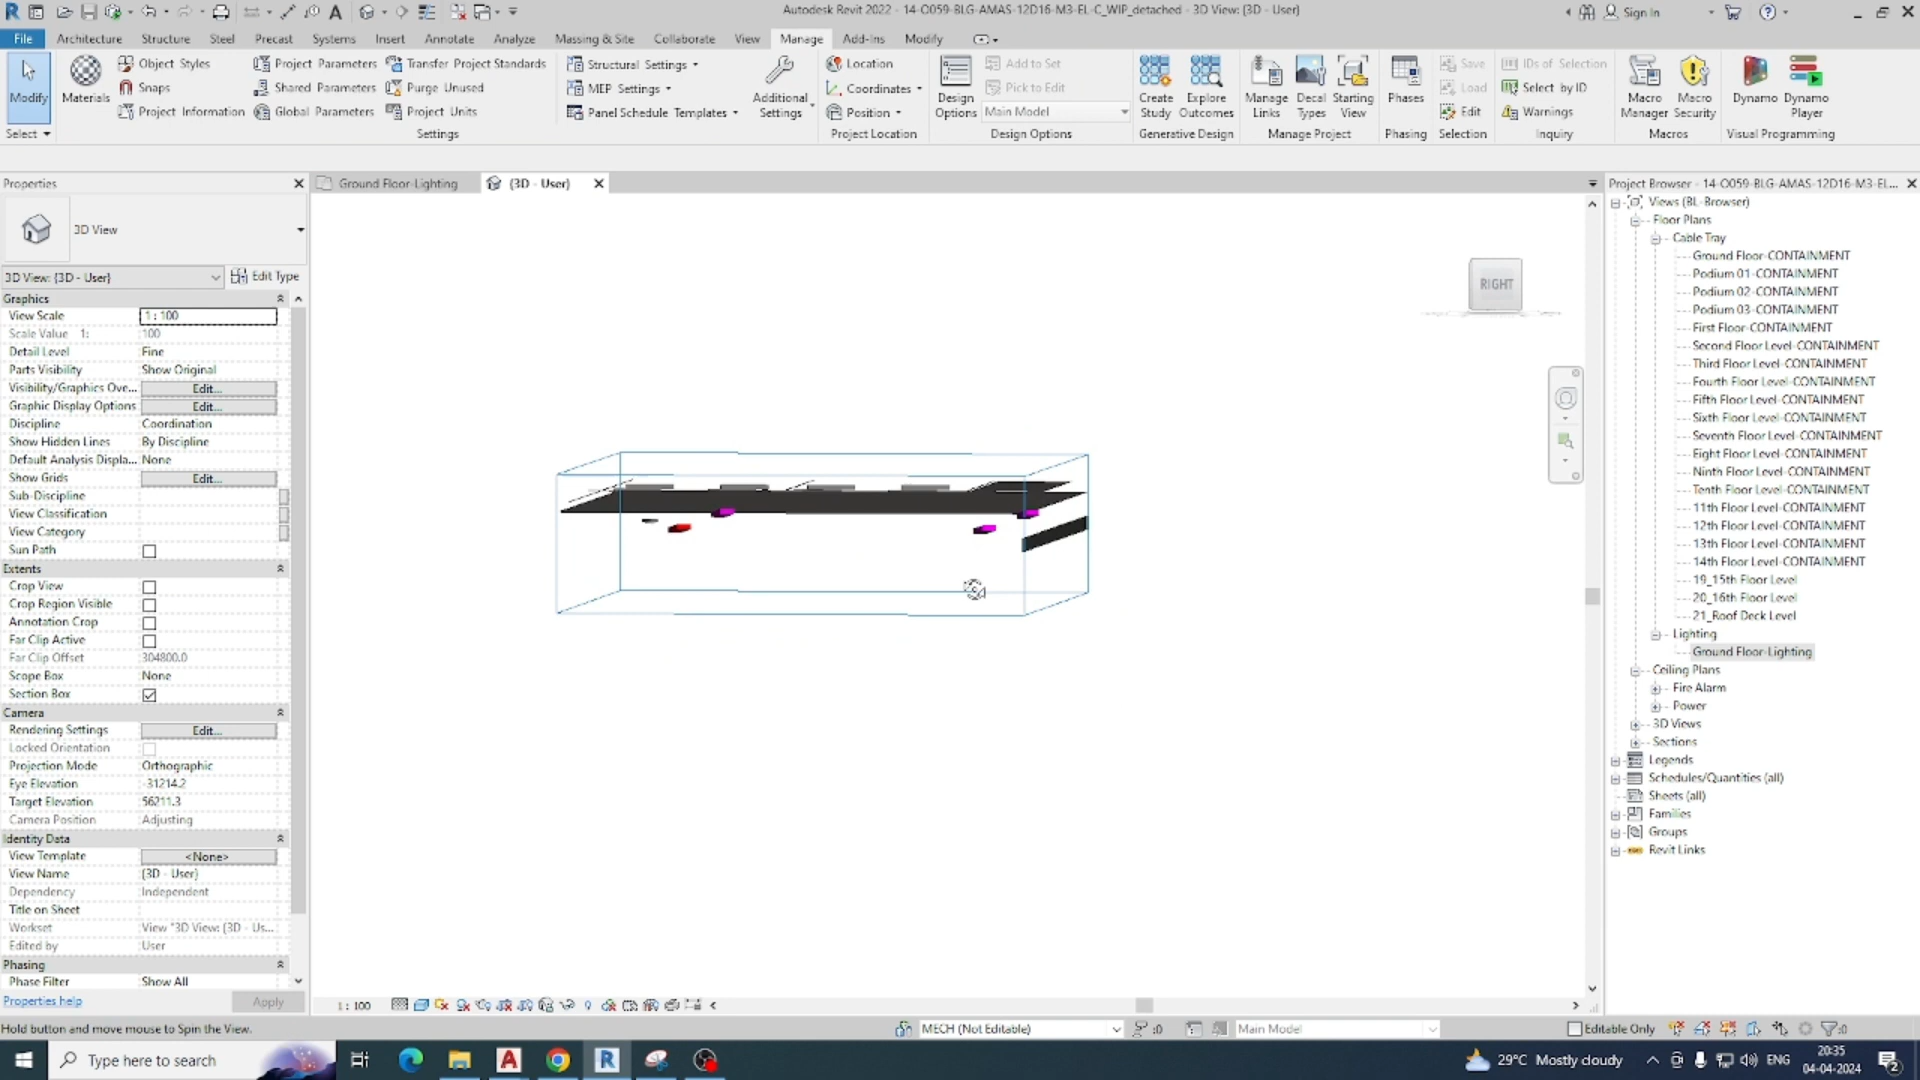 Autodesk Revit 2022 - 14-O059-BLG-AMAS-12D16-M3-EL-C_WIP_detached - 3D View: {3D - User}
Sign In
File Architecture Structure Steel Precast Systems Insert Annotate Analyze Massing & Site Collaborate View Manage Add-Ins Modify
Modify
Select
Materials
Object Styles
Snaps
Project Information
Project Parameters
Shared Parameters
Global Parameters
Transfer Project Standards
Purge Unused
Project Units
Structural Settings
MEP Settings
Panel Schedule Templates
Additional Settings
Settings
Location
Coordinates
Position
Project Location
Design Options
Add to Set
Pick to Edit
Main Model
Design Options
Create Study
Explore Outcomes
Generative Design
Manage Links
Decal Types
Starting View
Manage Project
Phases
Phasing
Save
Load
Edit
Selection
IDs of Selection
Select by ID
Warnings
Inquiry
Macro Manager
Macro Security
Macros
Dynamo
Dynamo Player
Visual Programming
Properties
3D View
3D View: {3D - User}
Edit Type
Graphics
View Scale 1 : 100
Scale Value 1: 100
Detail Level Fine
Parts Visibility Show Original
Visibility/Graphics Ove... Edit...
Graphic Display Options Edit...
Discipline Coordination
Show Hidden Lines By Discipline
Default Analysis Displa... None
Show Grids Edit...
Sub-Discipline
View Classification
View Category
Sun Path
Extents
Crop View
Crop Region Visible
Annotation Crop
Far Clip Active
Far Clip Offset 304800.0
Scope Box None
Section Box
Camera
Rendering Settings Edit...
Locked Orientation
Projection Mode Orthographic
Eye Elevation -31214.2
Target Elevation 56211.3
Camera Position Adjusting
Identity Data
View Template <None>
View Name {3D - User}
Dependency Independent
Title on Sheet
Workset View "3D View: {3D - Us...
Edited by User
Phasing
Phase Filter Show All
Properties help
Apply
Ground Floor-Lighting
{3D - User}
RIGHT
1 : 100
Project Browser - 14-O059-BLG-AMAS-12D16-M3-EL...
Views (BL-Browser)
Floor Plans
Cable Tray
Ground Floor-CONTAINMENT
Podium 01-CONTAINMENT
Podium 02-CONTAINMENT
Podium 03-CONTAINMENT
First Floor-CONTAINMENT
Second Floor Level-CONTAINMENT
Third Floor Level-CONTAINMENT
Fourth Floor Level-CONTAINMENT
Fifth Floor Level-CONTAINMENT
Sixth Floor Level-CONTAINMENT
Seventh Floor Level-CONTAINMENT
Eight Floor Level-CONTAINMENT
Ninth Floor Level-CONTAINMENT
Tenth Floor Level-CONTAINMENT
11th Floor Level-CONTAINMENT
12th Floor Level-CONTAINMENT
13th Floor Level-CONTAINMENT
14th Floor Level-CONTAINMENT
19_15th Floor Level
20_16th Floor Level
21_Roof Deck Level
Lighting
Ground Floor-Lighting
Ceiling Plans
Fire Alarm
Power
3D Views
Sections
Legends
Schedules/Quantities (all)
Sheets (all)
Families
Groups
Revit Links
Hold button and move mouse to Spin the View.
MECH (Not Editable)
:0
Main Model
Editable Only
:0
Type here to search
29°C Mostly cloudy
ENG
20:35
04-04-2024
2